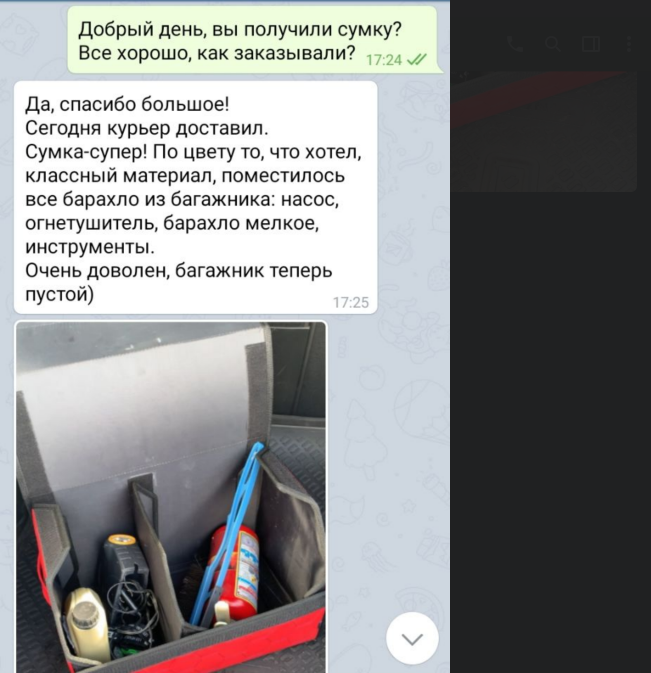 Добрый день, вы получили сумку?
Все хорошо, как заказывали?
17:24
Да, спасибо большое!
Сегодня курьер доставил.
Сумка-супер! По цвету то, что хотел,
классный материал, поместилось
все барахло из багажника: насос,
огнетушитель, барахло мелкое,
инструменты.
Очень доволен, багажник теперь
пустой)
17:25